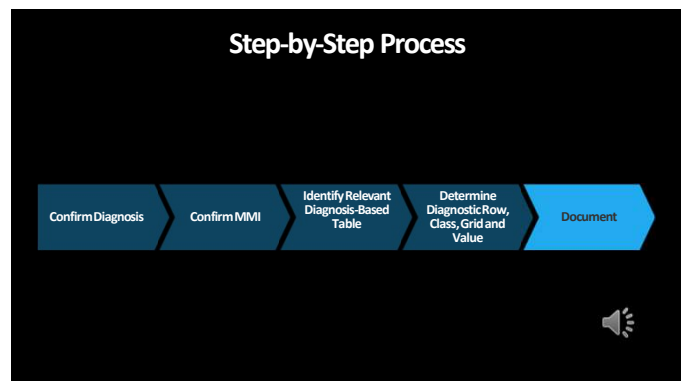 Step-by-Step Process
Confirm Diagnosis
Confirm MMI
Identify Relevant
Diagnosis-Based
Table
Determine
Diagnostic Row,
Class, Grid and
Value
Document